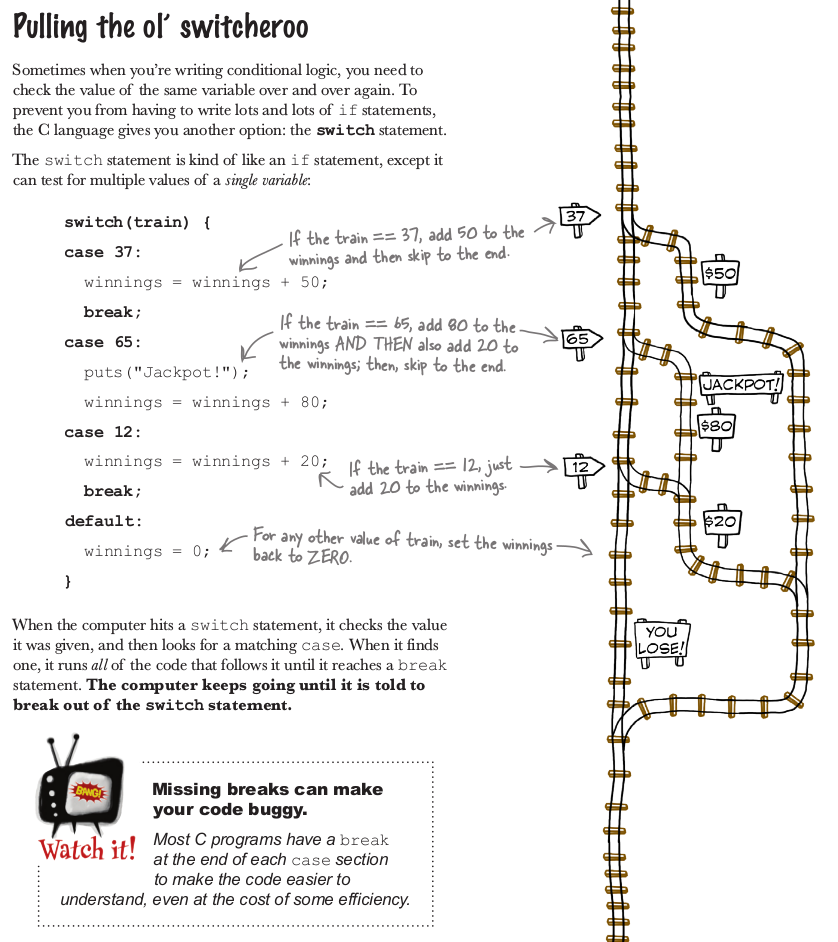 Pulling the ol' switcheroo
Sometimes when you're writing conditional logic, you need to
check the value of the same variable over and over again. To
prevent you from having to write lots and lots of if statements,
the C language gives you another option: the switch statement.
The switch statement is kind of like an if statement, except it
can test for multiple values of a single variable:
switch(train) {
case 37:
winnings = winnings + 50;
break;
case 65:
puts("Jackpot!");
winnings = winnings + 80;
case 12:
winnings = winnings + 20;
break;
default:
winnings = 0;
}
If the train == 37, add 50 to the
winnings and then skip to the end.
If the train == 65, add 80 to the
winnings AND THEN also add 20 to
the winnings; then, skip to the end.
If the train == 12, just
add 20 to the winnings.
For any other value of train, set the winnings
back to ZERO.
37
$50
65
JACKPOT!
$80
12
$20
YOU
LOSE!
When the computer hits a switch statement, it checks the value
it was given, and then looks for a matching case. When it finds
one, it runs all of the code that follows it until it reaches a break
statement. The computer keeps going until it is told to
break out of the switch statement.
BANG!
Watch it!
Missing breaks can make
your code buggy.
Most C programs have a break
at the end of each case section
to make the code easier to
understand, even at the cost of some efficiency.